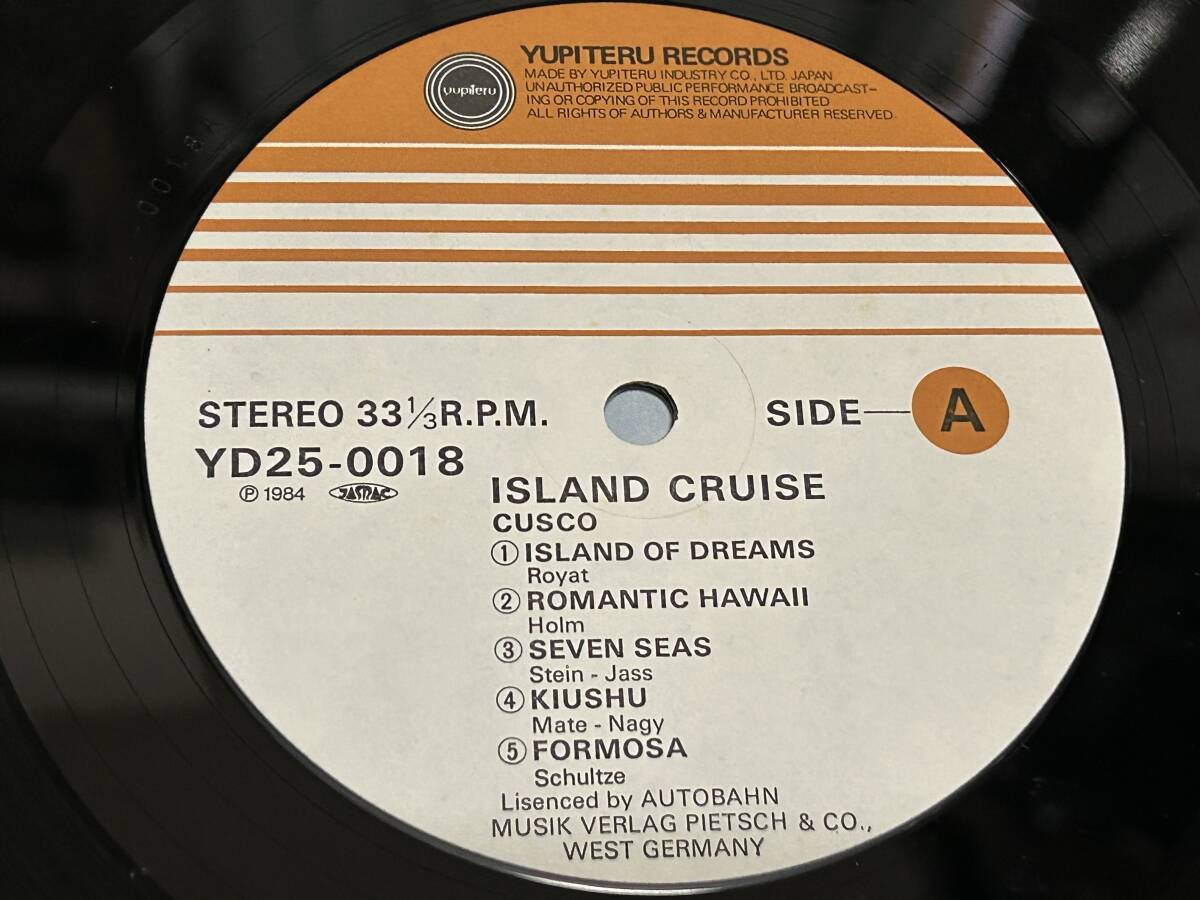 yupiteru
YUPITERU RECORDS
MADE BY YUPITERU INDUSTRY CO., LTD. JAPAN
UNAUTHORIZED PUBLIC PERFORMANCE BROADCAST-
ING OR COPYING OF THIS RECORD PROHIBITED
ALL RIGHTS OF AUTHORS & MANUFACTURER RESERVED.
STEREO 33 1/3 R.P.M.
SIDE—A
YD25-0018
Ⓟ 1984 JASRAC
ISLAND CRUISE
CUSCO
① ISLAND OF DREAMS
Royat
② ROMANTIC HAWAII
Holm
③ SEVEN SEAS
Stein - Jass
④ KIUSHU
Mate - Nagy
⑤ FORMOSA
Schultze
Lisenced by AUTOBAHN
MUSIK VERLAG PIETSCH & CO.,
WEST GERMANY